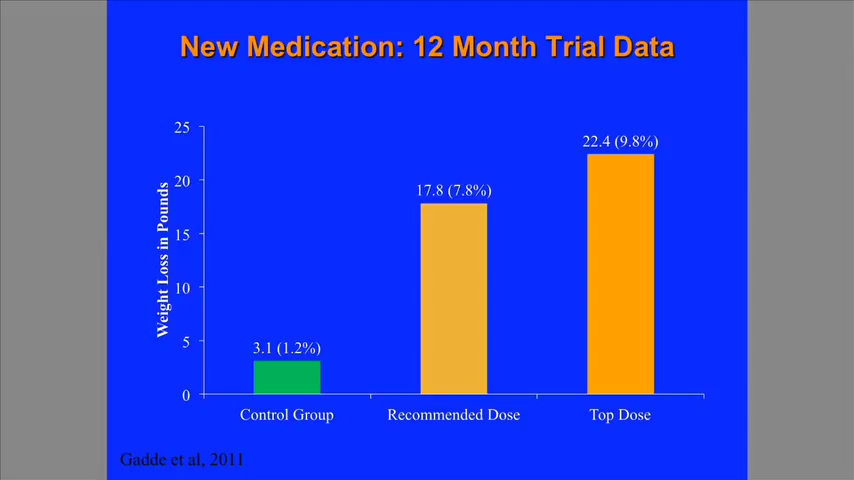 New Medication: 12 Month Trial Data
Weight Loss in Pounds
25
20
15
10
5
0
3.1 (1.2%)
17.8 (7.8%)
22.4 (9.8%)
Control Group
Recommended Dose
Top Dose
Gadde et al, 2011